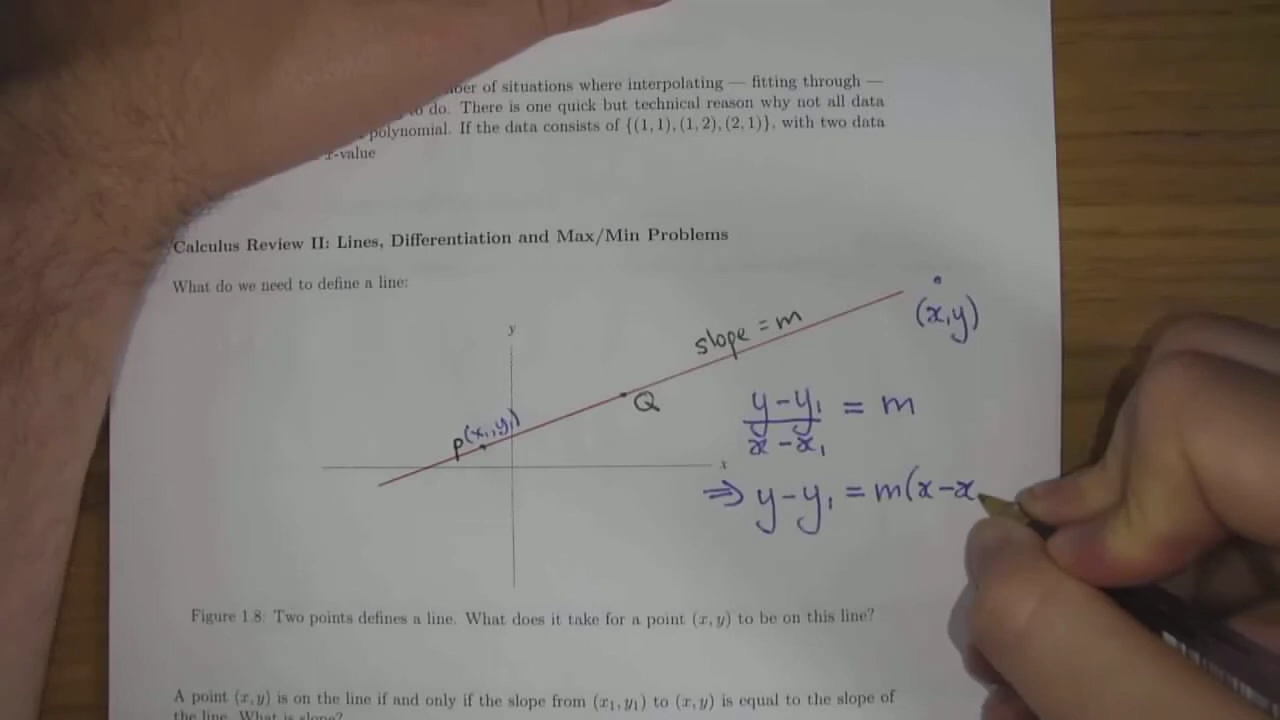 of situations where interpolating — fitting through —
do. There is one quick but technical reason why not all data
polynomial. If the data consists of {(1, 1), (1, 2), (2, 1)}, with two data
x-value
Calculus Review II: Lines, Differentiation and Max/Min Problems
What do we need to define a line:
y
(x,y)
slope = m
Q
P(x₁,y₁)
x
y-y₁/x-x₁ = m
⇒ y-y₁ = m(x-x
Figure 1.8: Two points defines a line. What does it take for a point (x, y) to be on this line?
A point (x, y) is on the line if and only if the slope from (x₁, y₁) to (x, y) is equal to the slope of
the line. What is slope?